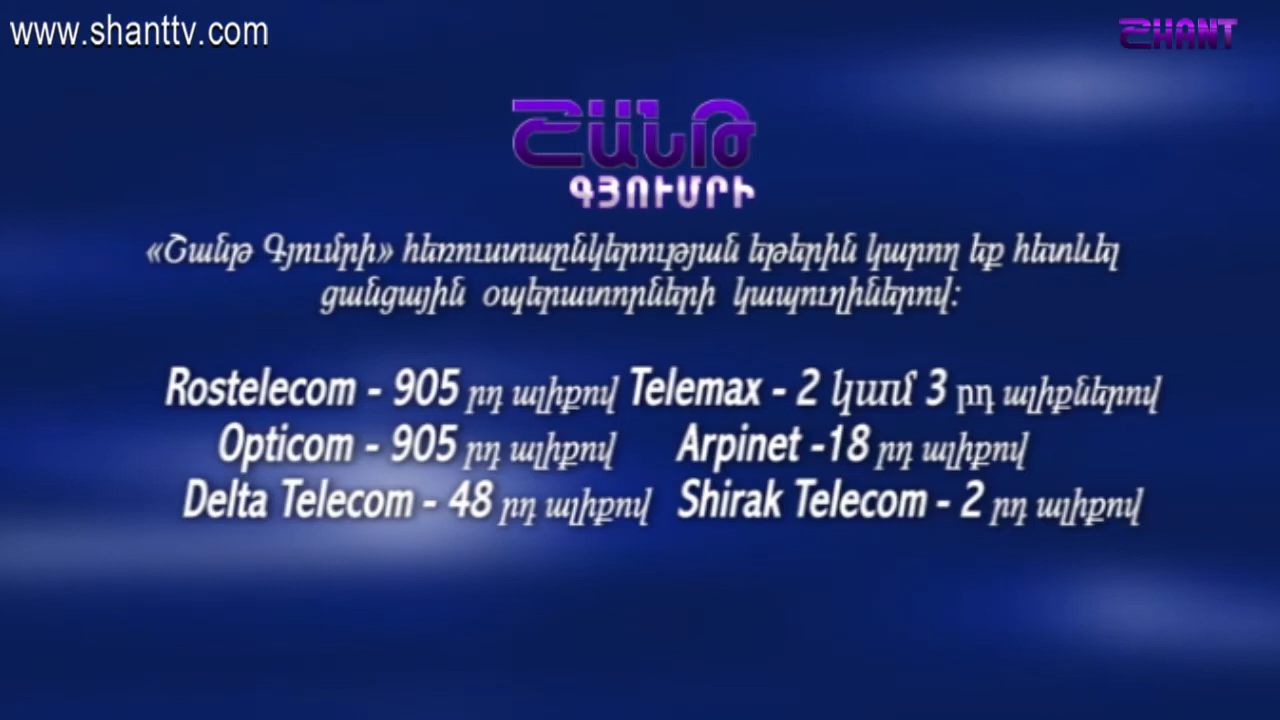 www.shanttv.com
SHANT
ՇԱՆԹ
ԳՅՈՒՄՐԻ
«Շանթ Գյումրի» հեռուստաընկերության եթերին կարող եք հետևել
ցանցային օպերատորների կապուղիներով:
Rostelecom - 905 րդ ալիքով Telemax - 2 կամ 3 րդ ալիքներով
Opticom - 905 րդ ալիքով Arpinet -18 րդ ալիքով
Delta Telecom - 48 րդ ալիքով Shirak Telecom - 2 րդ ալիքով